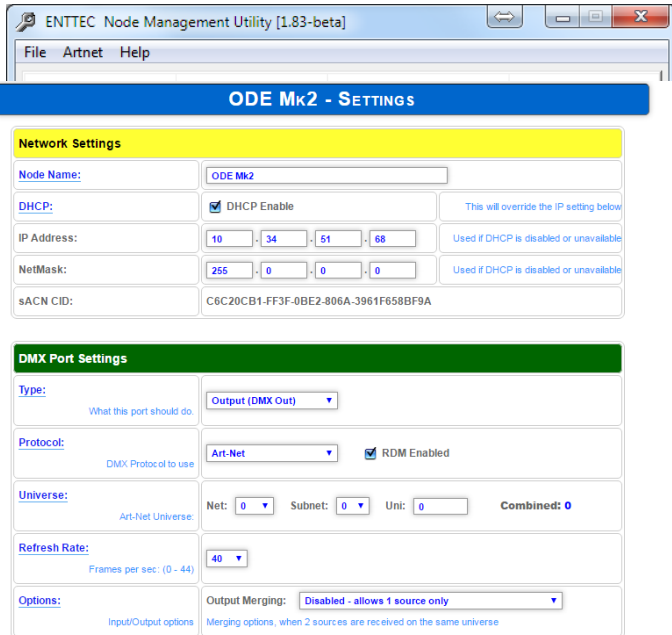 ENTTEC Node Management Utility [1.83-beta]
File Artnet Help
ODE MK2 - SETTINGS
Network Settings
Node Name: ODE Mk2
DHCP: DHCP Enable This will override the IP setting below
IP Address: 10 . 34 . 51 . 68 Used if DHCP is disabled or unavailable
NetMask: 255 . 0 . 0 . 0 Used if DHCP is disabled or unavailable
sACN CID: C6C20CB1-FF3F-0BE2-806A-3961F658BF9A
DMX Port Settings
Type: Output (DMX Out)
What this port should do.
Protocol: Art-Net RDM Enabled
DMX Protocol to use
Universe: Net: 0 Subnet: 0 Uni: 0 Combined: 0
Art-Net Universe:
Refresh Rate: 40
Frames per sec: (0 - 44)
Options: Output Merging: Disabled - allows 1 source only
Input/Output options Merging options, when 2 sources are received on the same universe